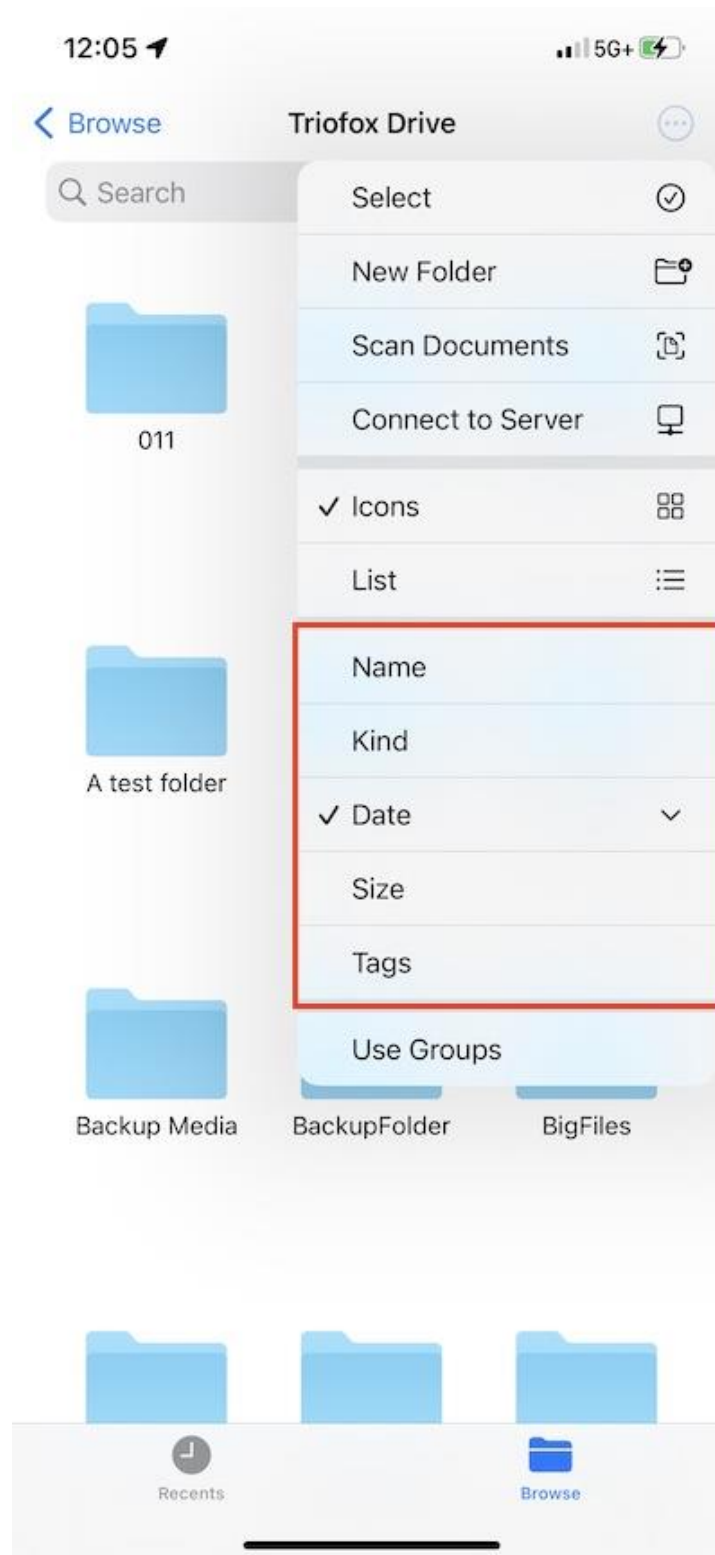 12:05
5G+
Browse
Triofox Drive
Search
Select
New Folder
Scan Documents
Connect to Server
Icons
List
Name
Kind
Date
Size
Tags
Use Groups
011
A test folder
Backup Media
BackupFolder
BigFiles
Recents
Browse